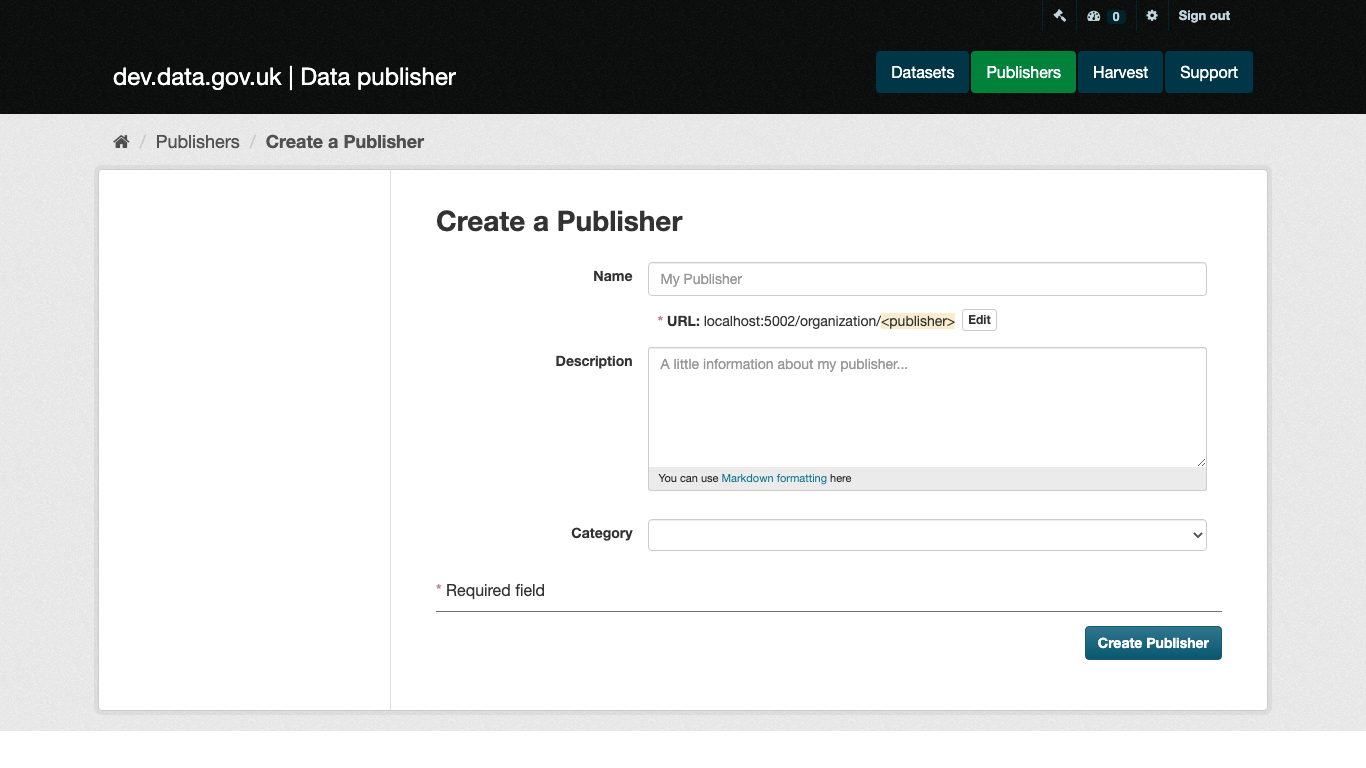 0 Sign out
dev.data.gov.uk | Data publisher
Datasets Publishers Harvest Support
/ Publishers / Create a Publisher
Create a Publisher
Name My Publisher
* URL: localhost:5002/organization/<publisher> Edit
Description A little information about my publisher...
You can use Markdown formatting here
Category
* Required field
Create Publisher